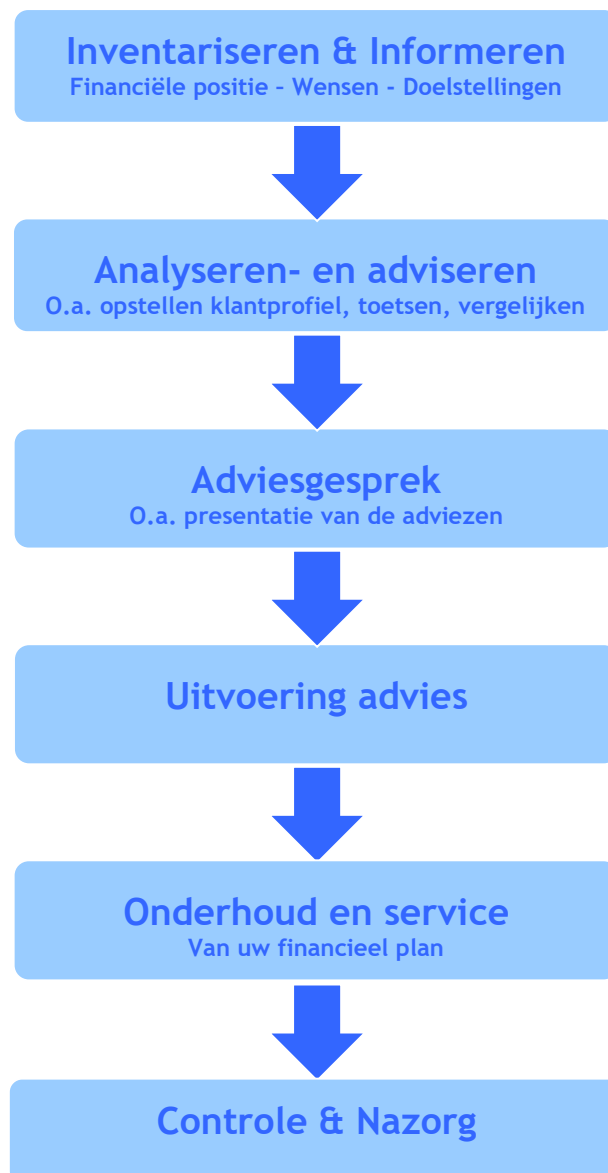 Inventariseren & Informeren
Financiële positie – Wensen - Doelstellingen
Analyseren- en adviseren
O.a. opstellen klantprofiel, toetsen, vergelijken
Adviesgesprek
O.a. presentatie van de adviezen
Uitvoering advies
Onderhoud en service
Van uw financieel plan
Controle & Nazorg